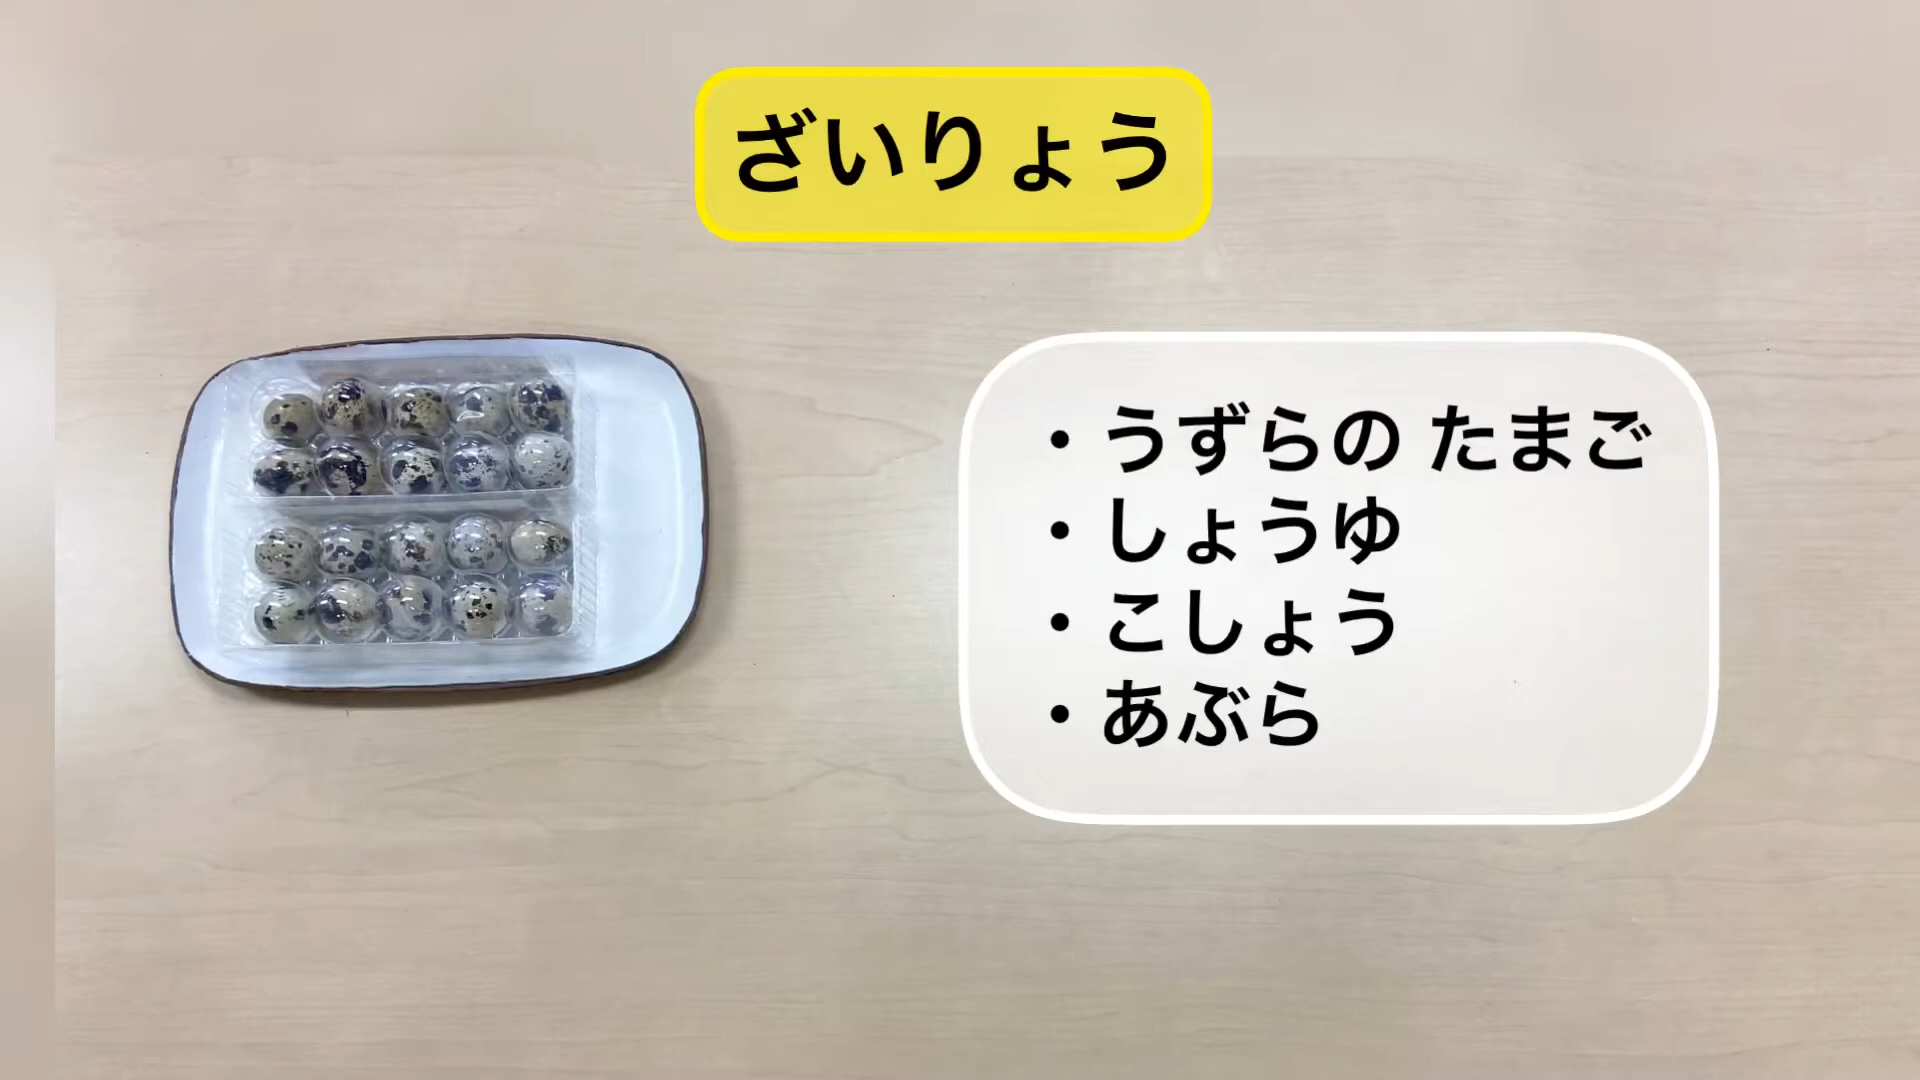 ざいりょう
・うずらの たまご
・しょうゆ
・こしょう
・あぶら